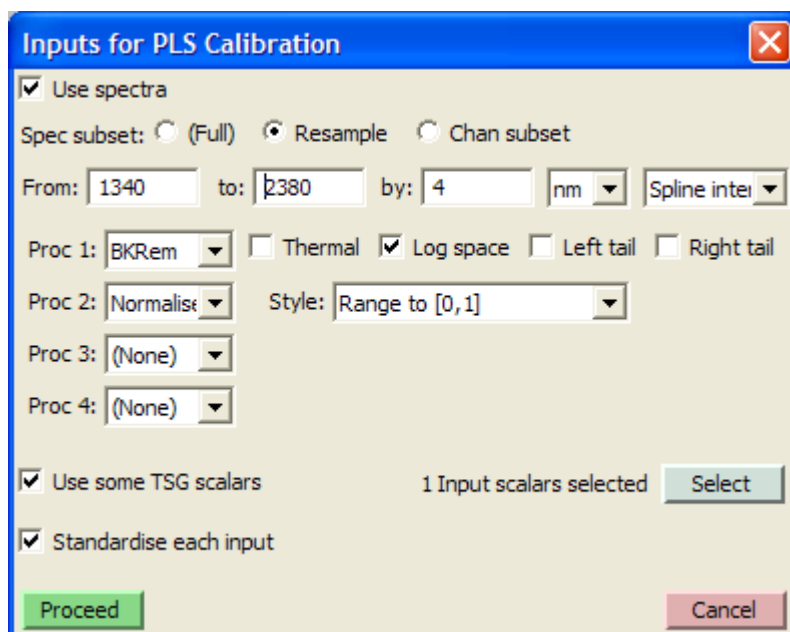 Inputs for PLS Calibration
Use spectra
Spec subset: (Full) Resample Chan subset
From: 1340 to: 2380 by: 4 nm Spline inter
Proc 1: BKRem Thermal Log space Left tail Right tail
Proc 2: Normalise Style: Range to [0,1]
Proc 3: (None)
Proc 4: (None)
Use some TSG scalars 1 Input scalars selected Select
Standardise each input
Proceed Cancel